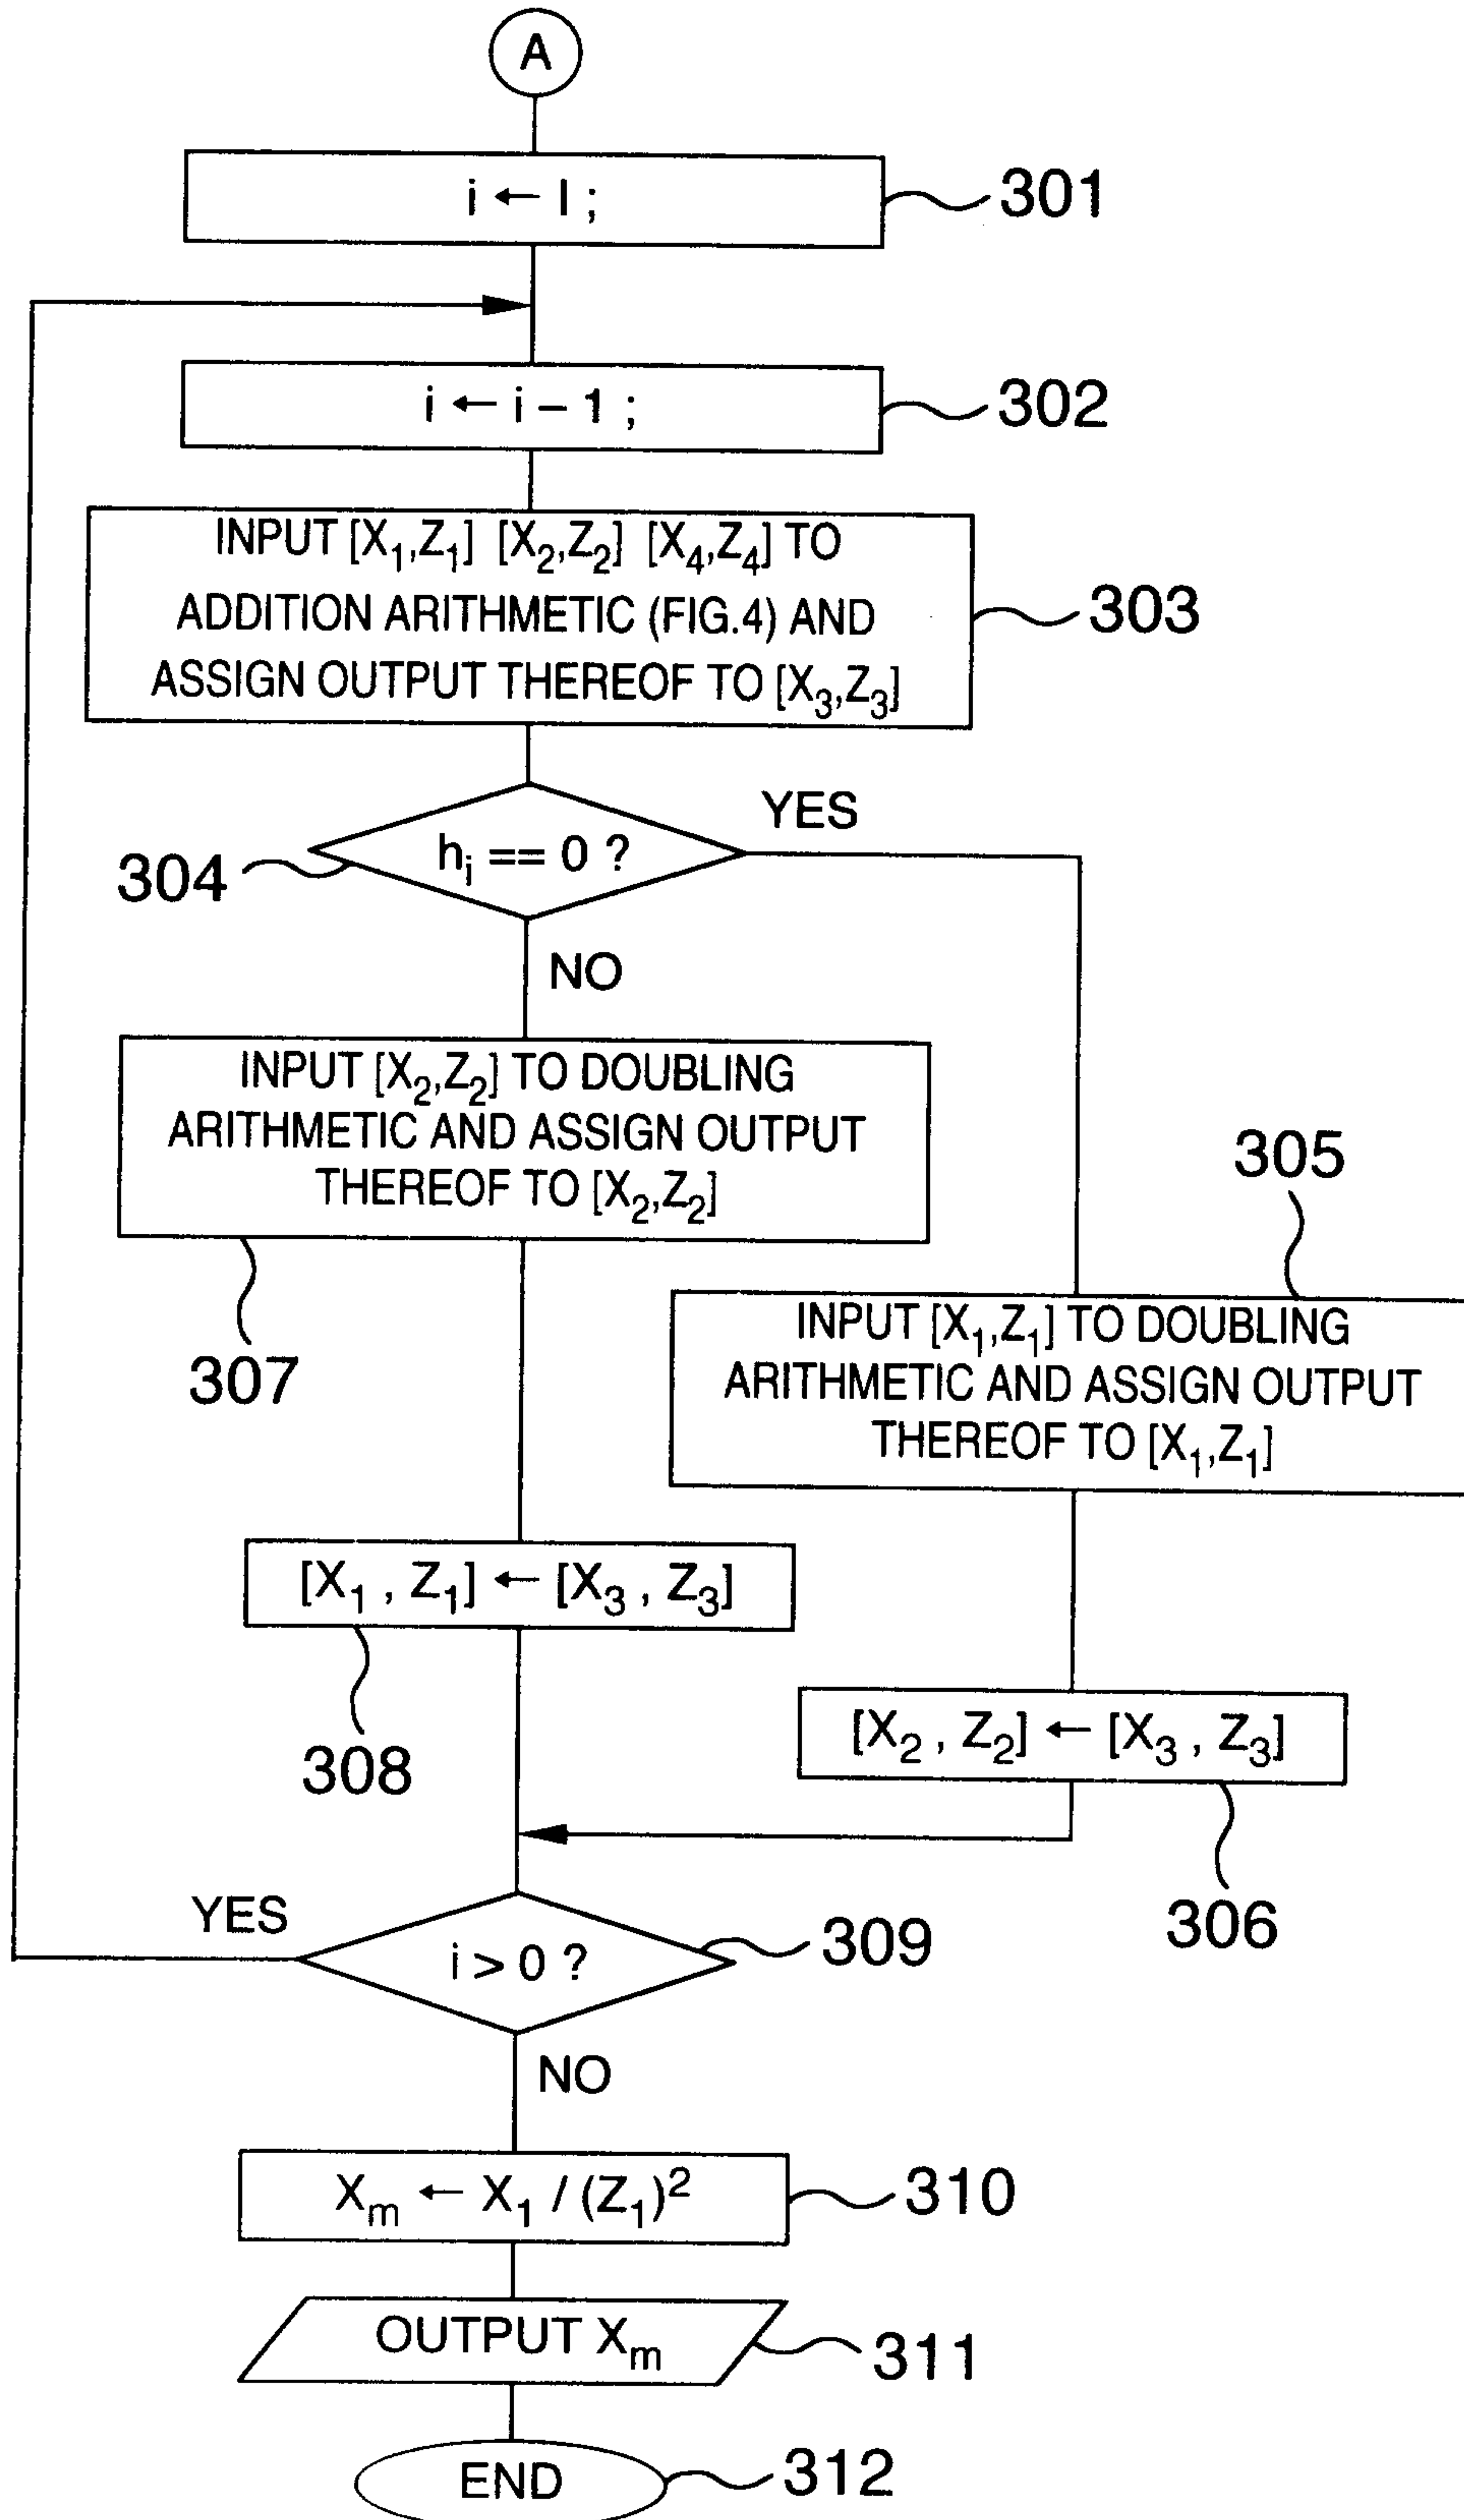 A
i ← l ;
301
i ← i – 1 ;
302
INPUT [X₁,Z₁] [X₂,Z₂] [X₄,Z₄] TO
ADDITION ARITHMETIC (FIG.4) AND
ASSIGN OUTPUT THEREOF TO [X₃,Z₃]
303
YES
hᵢ == 0 ?
304
NO
INPUT [X₂,Z₂] TO DOUBLING
ARITHMETIC AND ASSIGN OUTPUT
THEREOF TO [X₂,Z₂]
307
305
INPUT [X₁,Z₁] TO DOUBLING
ARITHMETIC AND ASSIGN OUTPUT
THEREOF TO [X₁,Z₁]
[X₁ , Z₁] ← [X₃ , Z₃]
308
[X₂ , Z₂] ← [X₃ , Z₃]
306
YES
i > 0 ?
309
NO
Xₘ ← X₁ / (Z₁)²
310
OUTPUT Xₘ
311
END
312